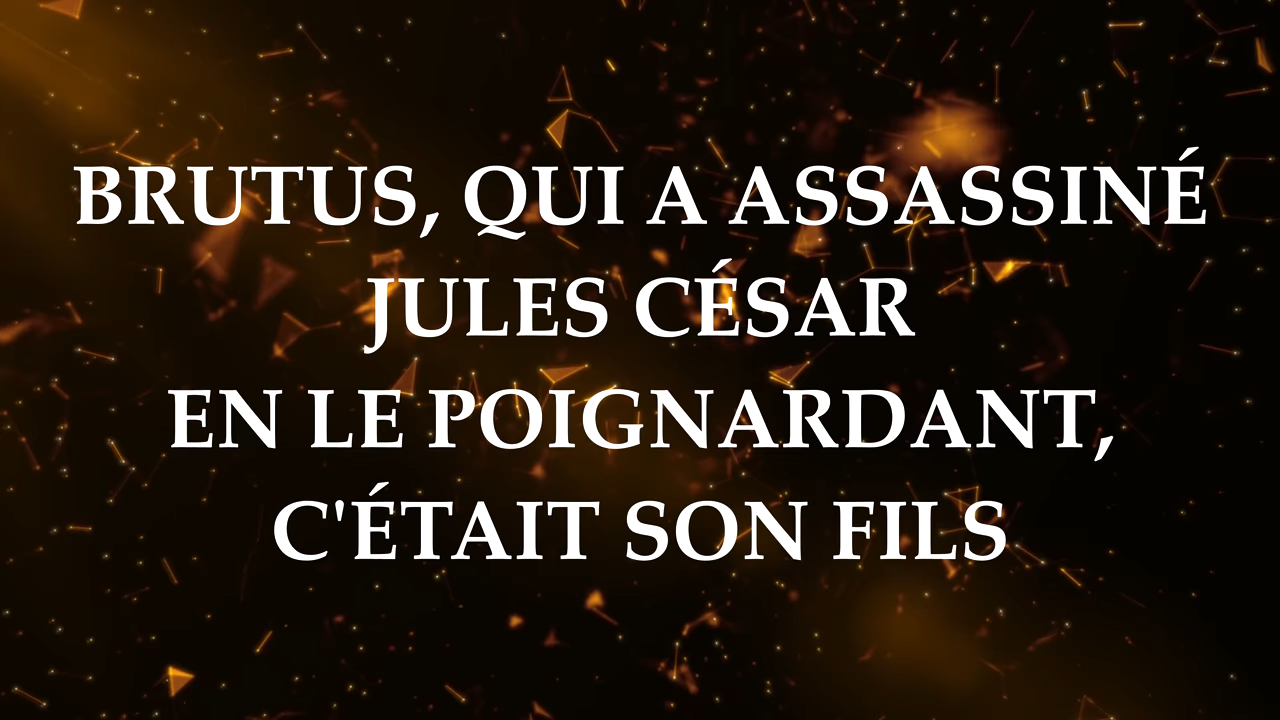 BRUTUS, QUI A ASSASSINÉ
JULES CÉSAR
EN LE POIGNARDANT,
C'ÉTAIT SON FILS